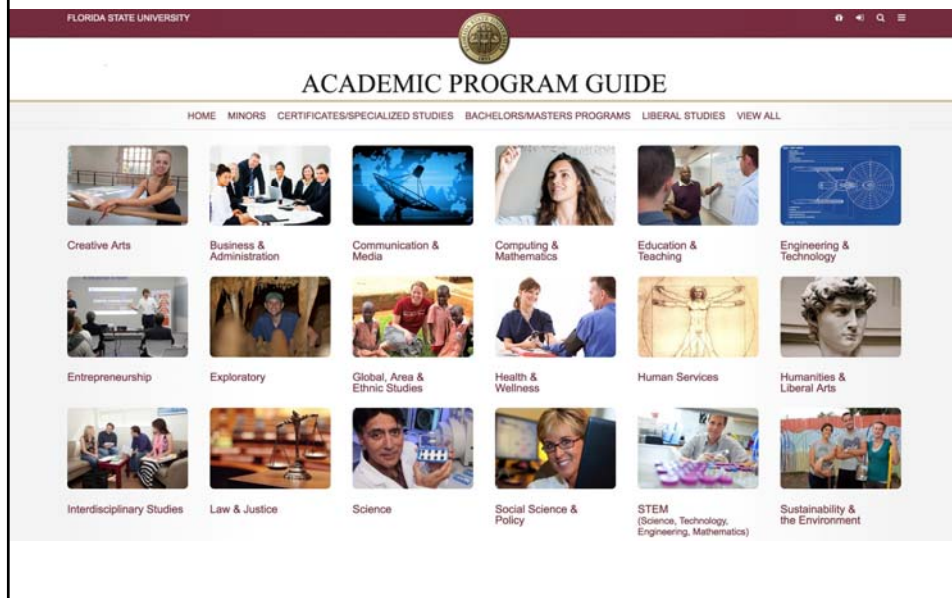 FLORIDA STATE UNIVERSITY
ACADEMIC PROGRAM GUIDE
HOME MINORS CERTIFICATES/SPECIALIZED STUDIES BACHELORS/MASTERS PROGRAMS LIBERAL STUDIES VIEW ALL
Creative Arts
Business &
Administration
Communication &
Media
Computing &
Mathematics
Education &
Teaching
Engineering &
Technology
Entrepreneurship
Exploratory
Global, Area &
Ethnic Studies
Health &
Wellness
Human Services
Humanities &
Liberal Arts
Interdisciplinary Studies
Law & Justice
Science
Social Science &
Policy
STEM
(Science, Technology,
Engineering, Mathematics)
Sustainability &
the Environment